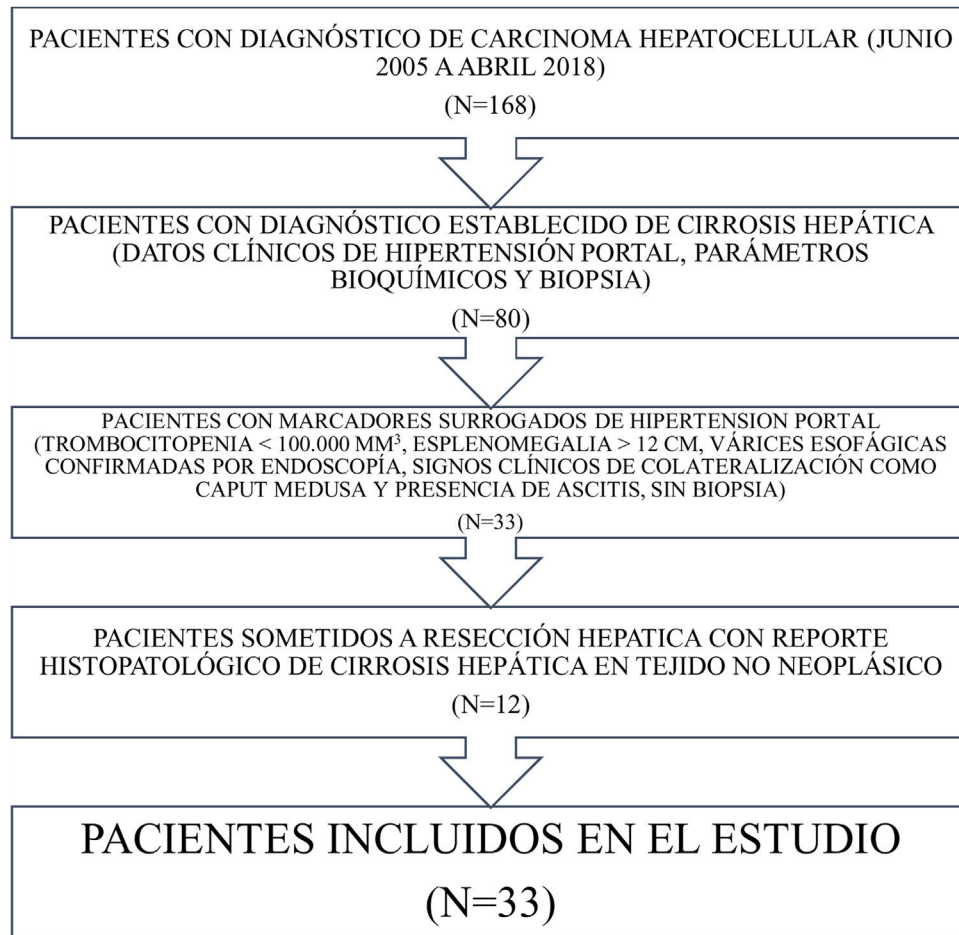 PACIENTES CON DIAGNÓSTICO DE CARCINOMA HEPATOCELULAR (JUNIO
2005 A ABRIL 2018)
(N=168)
PACIENTES CON DIAGNÓSTICO ESTABLECIDO DE CIRROSIS HEPÁTICA
(DATOS CLÍNICOS DE HIPERTENSIÓN PORTAL, PARÁMETROS
BIOQUÍMICOS Y BIOPSIA)
(N=80)
PACIENTES CON MARCADORES SURROGADOS DE HIPERTENSION PORTAL
(TROMBOCITOPENIA < 100.000 MM³, ESPLENOMEGALIA > 12 CM, VÁRICES ESOFÁGICAS
CONFIRMADAS POR ENDOSCOPÍA, SIGNOS CLÍNICOS DE COLATERALIZACIÓN COMO
CAPUT MEDUSA Y PRESENCIA DE ASCITIS, SIN BIOPSIA)
(N=33)
PACIENTES SOMETIDOS A RESECCIÓN HEPATICA CON REPORTE
HISTOPATOLÓGICO DE CIRROSIS HEPÁTICA EN TEJIDO NO NEOPLÁSICO
(N=12)
PACIENTES INCLUIDOS EN EL ESTUDIO
(N=33)